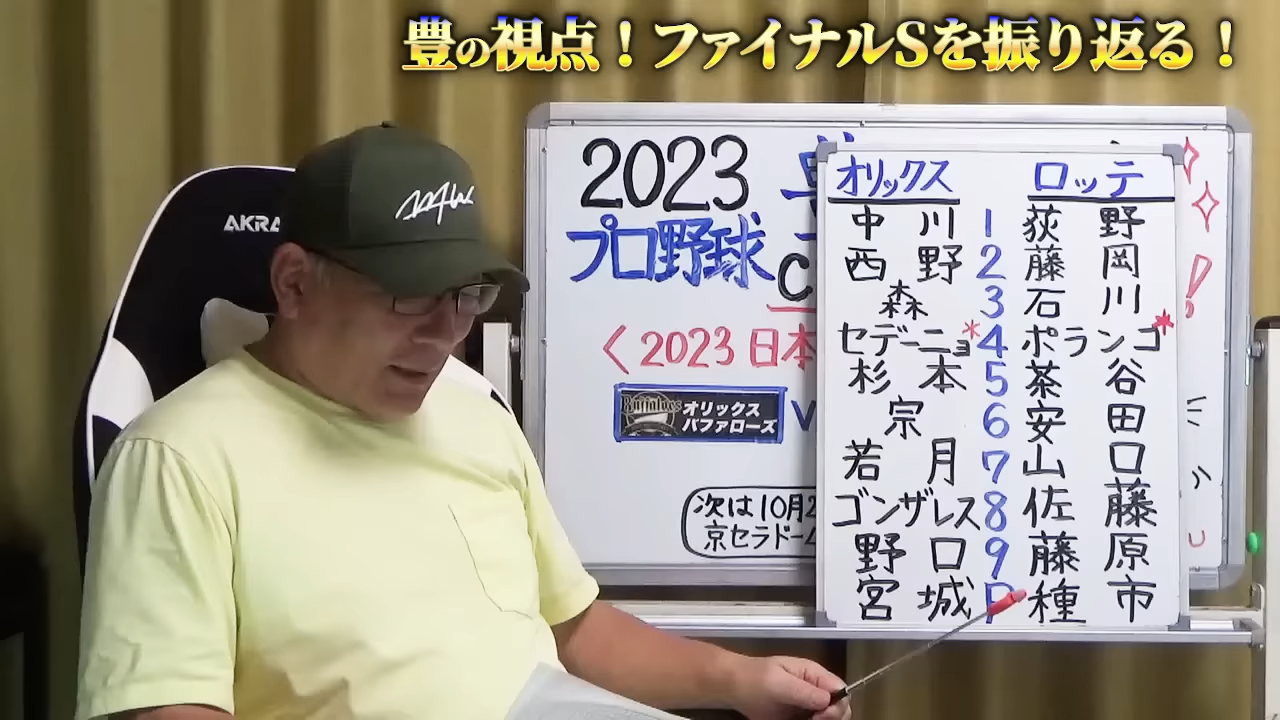 豊の視点！ファイナルSを振り返る！
2023
プロ野球
C
〈2023 日本
Buffaloes
オリックス
バファローズ
V
次は10月2
京セラドーム
AKRA
オリックス ロッテ
中川 1 荻野
西野 2 藤岡
森 3 石川
セデーニョ* 4 ポランコ*
杉本 5 茶谷
宗 6 安田
若月 7 山口
ゴンザレス 8 佐藤
野口 9 藤原
宮城 P 種市